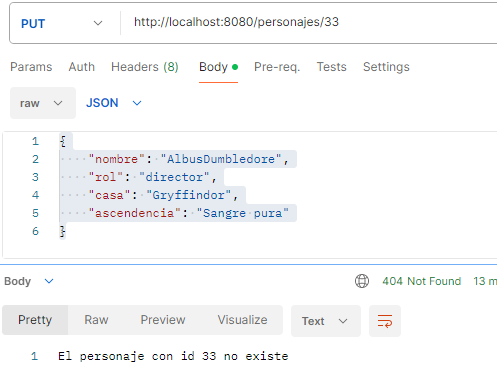 PUT http://localhost:8080/personajes/33
Params Auth Headers (8) Body Pre-req. Tests Settings
raw JSON
1 {
2 "nombre": "AlbusDumbledore",
3 "rol": "director",
4 "casa": "Gryffindor",
5 "ascendencia": "Sangre pura"
6 }
Body 404 Not Found 13 m
Pretty Raw Preview Visualize Text
1 El personaje con id 33 no existe